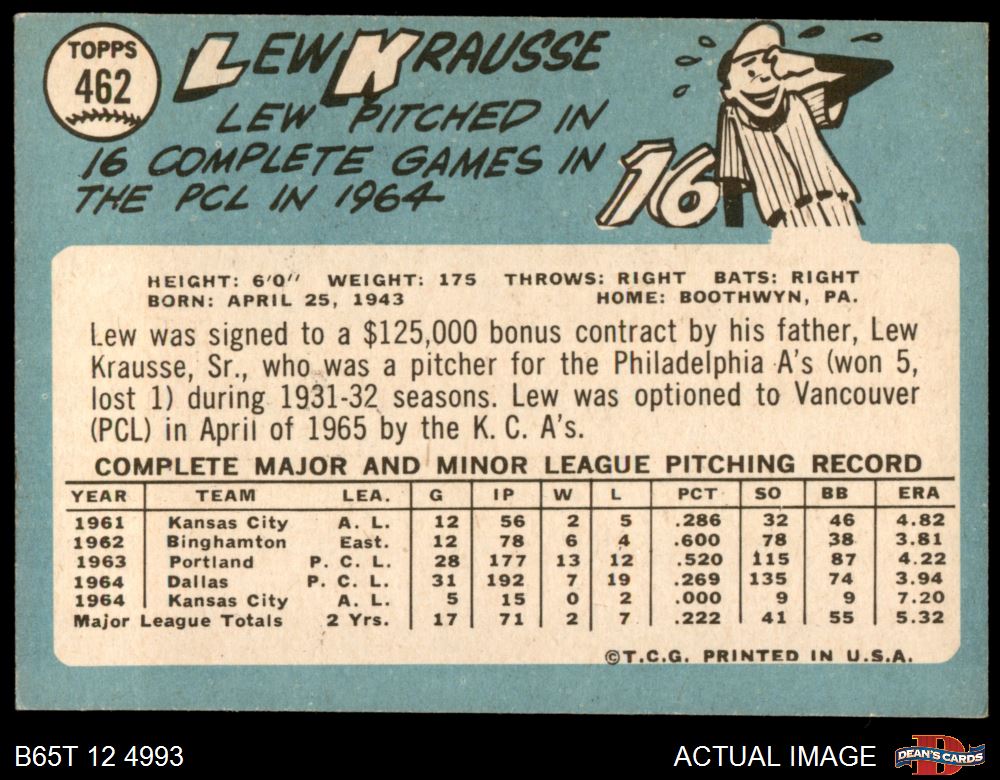 TOPPS
462
LEW KRAUSSE
LEW PITCHED IN
16 COMPLETE GAMES IN
THE PCL IN 1964
16
HEIGHT: 6'0" WEIGHT: 175 THROWS: RIGHT BATS: RIGHT
BORN: APRIL 25, 1943 HOME: BOOTHWYN, PA.
Lew was signed to a $125,000 bonus contract by his father, Lew
Krausse, Sr., who was a pitcher for the Philadelphia A's (won 5,
lost 1) during 1931-32 seasons. Lew was optioned to Vancouver
(PCL) in April of 1965 by the K. C. A's.
COMPLETE MAJOR AND MINOR LEAGUE PITCHING RECORD
YEAR TEAM LEA. G IP W L PCT SO BB ERA
1961 Kansas City A. L. 12 56 2 5 .286 32 46 4.82
1962 Binghamton East. 12 78 6 4 .600 78 38 3.81
1963 Portland P. C. L. 28 177 13 12 .520 115 87 4.22
1964 Dallas P. C. L. 31 192 7 19 .269 135 74 3.94
1964 Kansas City A. L. 5 15 0 2 .000 9 9 7.20
Major League Totals 2 Yrs. 17 71 2 7 .222 41 55 5.32
©T.C.G. PRINTED IN U.S.A.
B65T 12 4993
ACTUAL IMAGE
D
DEAN'S CARDS